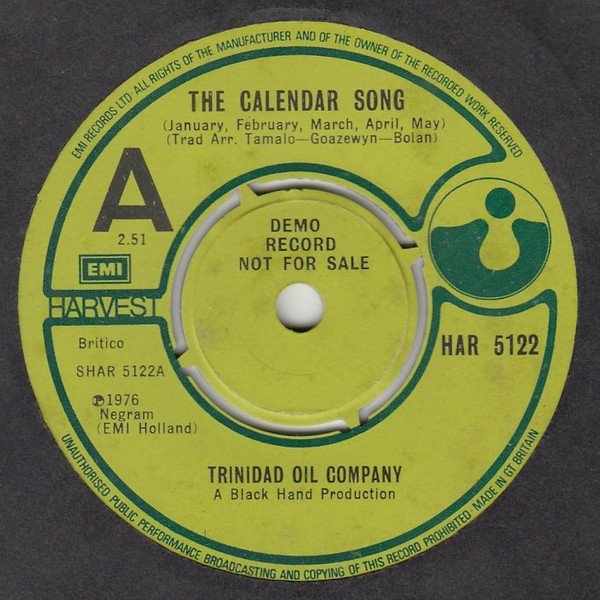 EMI RECORDS LTD· ALL RIGHTS OF THE MANUFACTURER AND OF THE OWNER OF THE RECORDED WORK RESERVED
THE CALENDAR SONG
(January, February, March, April, May)
(Trad Arr. Tamalo—Goazewyn—Bolan)
A
2.51
DEMO
RECORD
NOT FOR SALE
EMI
HARVEST
HAR 5122
Britico
SHAR 5122A
℗1976
Negram
(EMI Holland)
TRINIDAD OIL COMPANY
A Black Hand Production
UNAUTHORISED PUBLIC PERFORMANCE BROADCASTING AND COPYING OF THIS RECORD PROHIBITED · MADE IN GT BRITAIN